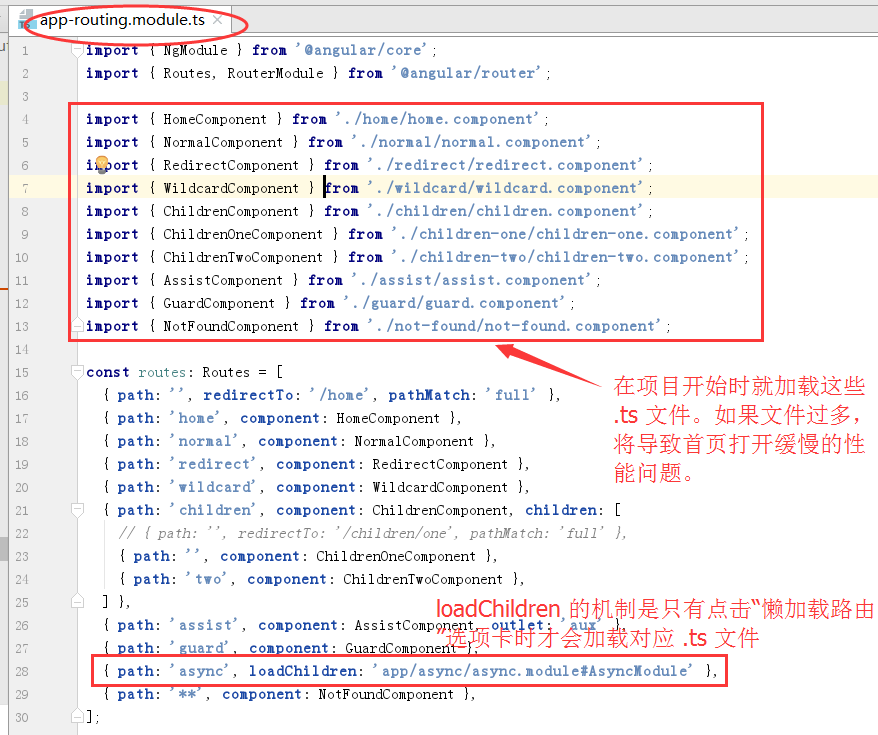 app-routing.module.ts
1 import { NgModule } from '@angular/core';
2 import { Routes, RouterModule } from '@angular/router';
3
4 import { HomeComponent } from './home/home.component';
5 import { NormalComponent } from './normal/normal.component';
6 import { RedirectComponent } from './redirect/redirect.component';
7 import { WildcardComponent } from './wildcard/wildcard.component';
8 import { ChildrenComponent } from './children/children.component';
9 import { ChildrenOneComponent } from './children-one/children-one.component';
10 import { ChildrenTwoComponent } from './children-two/children-two.component';
11 import { AssistComponent } from './assist/assist.component';
12 import { GuardComponent } from './guard/guard.component';
13 import { NotFoundComponent } from './not-found/not-found.component';
14
15 const routes: Routes = [
16 { path: '', redirectTo: '/home', pathMatch: 'full' },
17 { path: 'home', component: HomeComponent },
18 { path: 'normal', component: NormalComponent },
19 { path: 'redirect', component: RedirectComponent },
20 { path: 'wildcard', component: WildcardComponent },
21 { path: 'children', component: ChildrenComponent, children: [
22 // { path: '', redirectTo: '/children/one', pathMatch: 'full' },
23 { path: '', component: ChildrenOneComponent },
24 { path: 'two', component: ChildrenTwoComponent },
25 ] },
26 { path: 'assist', component: AssistComponent, outlet: 'aux' },
27 { path: 'guard', component: GuardComponent },
28 { path: 'async', loadChildren: 'app/async/async.module#AsyncModule' },
29 { path: '**', component: NotFoundComponent },
30 ];
在项目开始时就加载这些
.ts 文件。如果文件过多，
将导致首页打开缓慢的性
能问题。
loadChildren 的机制是只有点击“懒加载路由
”选项卡时才会加载对应 .ts 文件